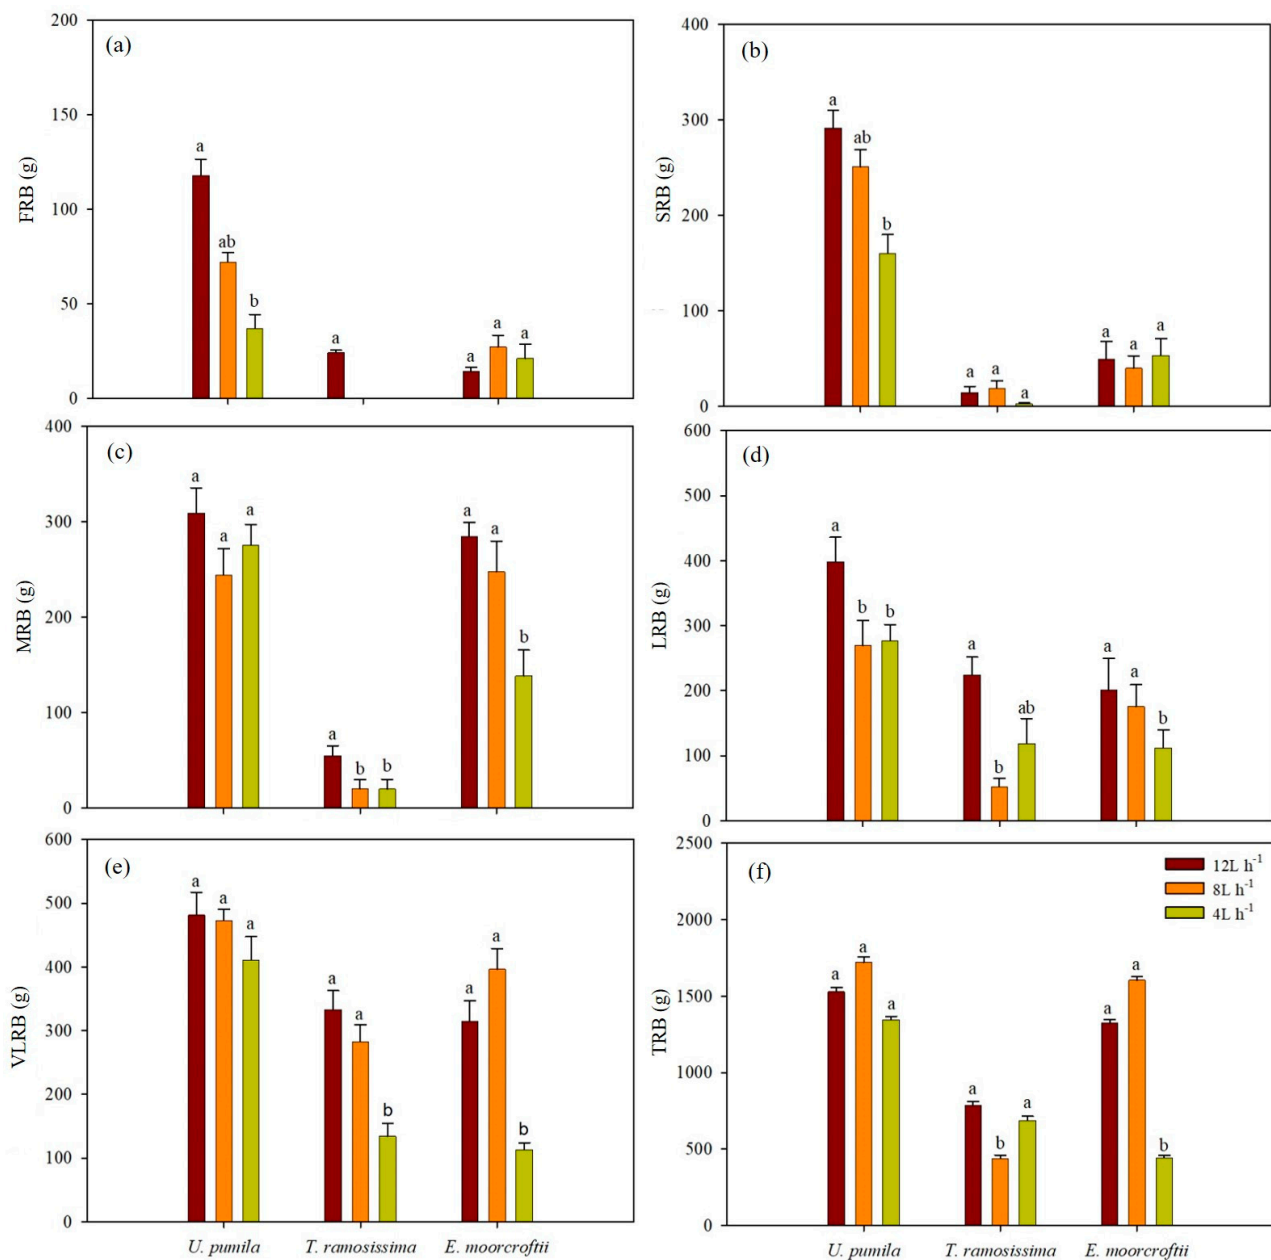 (a)
FRB (g)
200
150
100
50
0
a
ab
b
a
a
a
a
(b)
SRB (g)
400
300
200
100
0
a
ab
b
a
a
a
a
a
a
(c)
MRB (g)
400
300
200
100
0
a
a
a
a
b
b
a
a
b
(d)
LRB (g)
600
500
400
300
200
100
0
a
b
b
a
b
ab
a
a
b
(e)
VLRB (g)
600
500
400
300
200
100
0
a
a
a
a
a
b
a
a
b
U. pumila T. ramosissima E. moorcroftii
(f)
TRB (g)
2500
2000
1500
1000
500
0
12L h⁻¹
8L h⁻¹
4L h⁻¹
a
a
a
a
b
a
a
a
b
U. pumila T. ramosissima E. moorcroftii